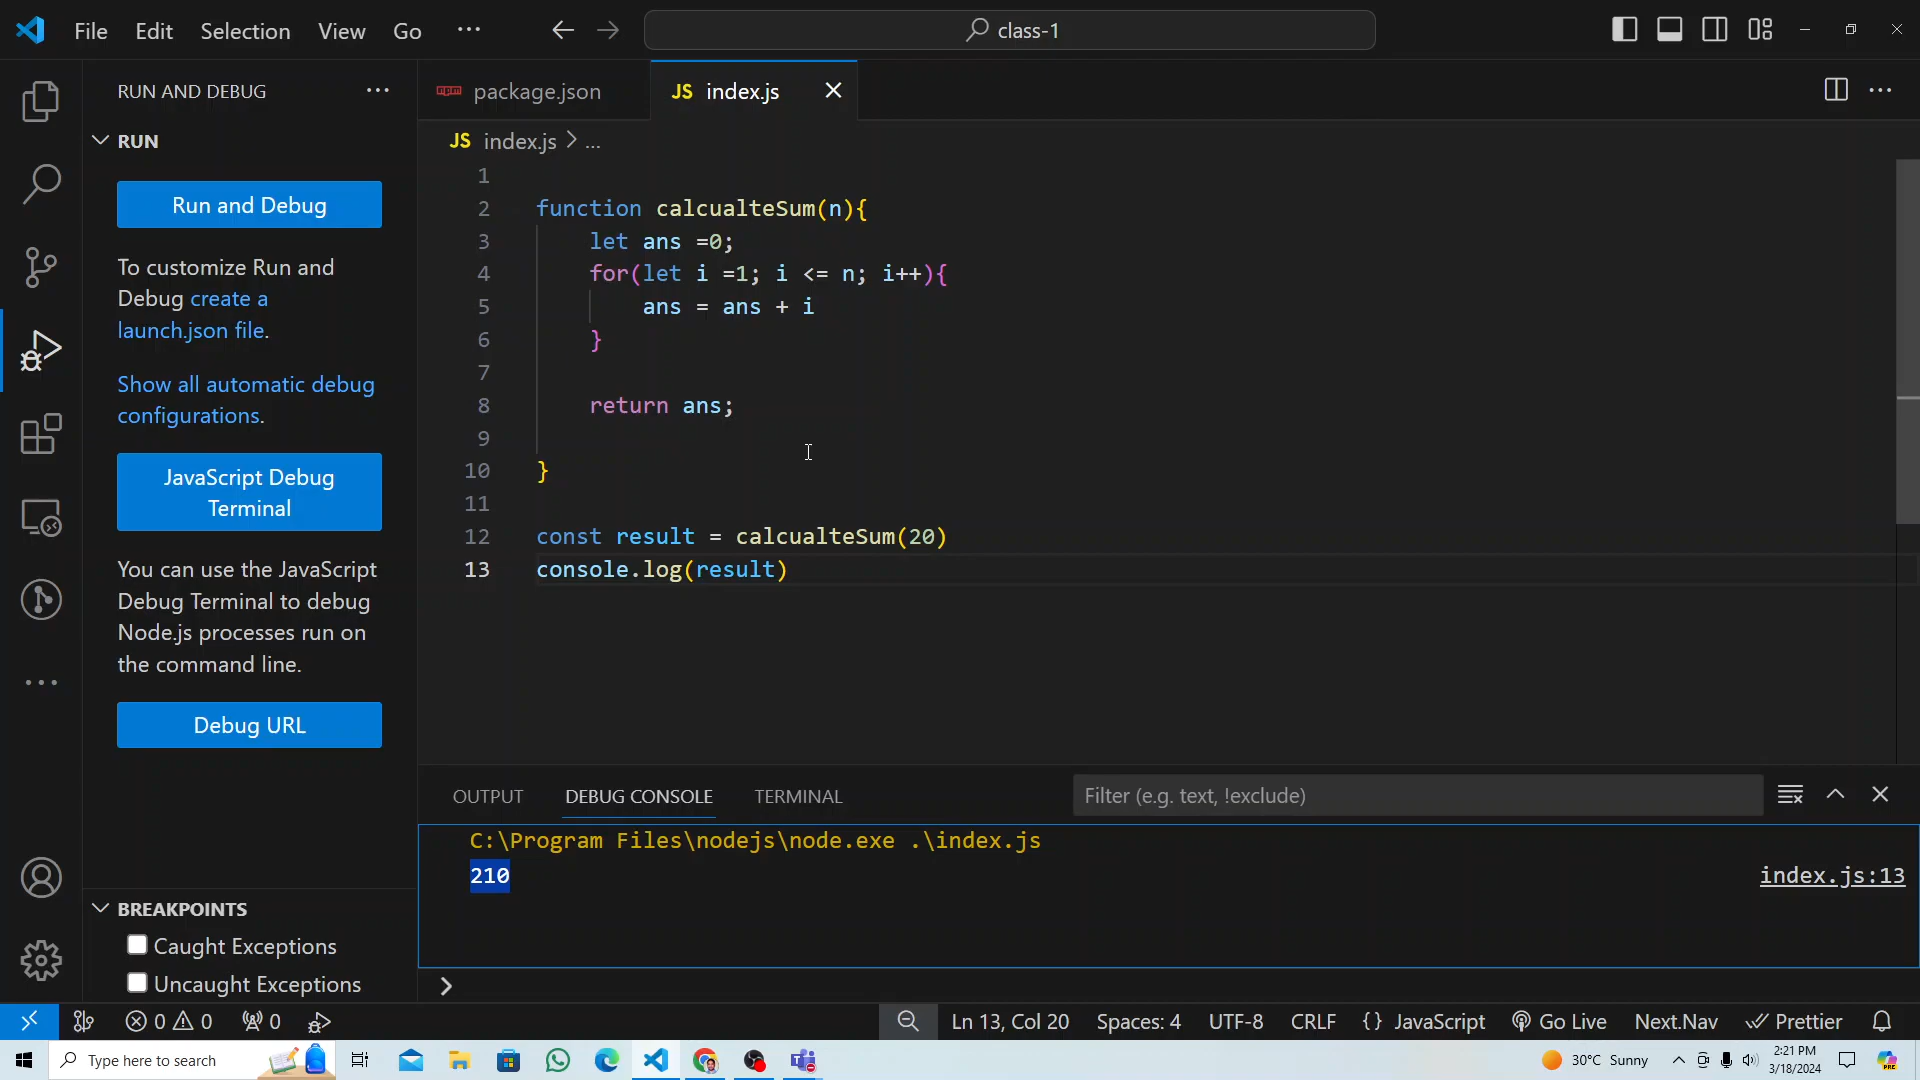 File Edit Selection View Go ··· class-1
RUN AND DEBUG ···
RUN
Run and Debug
To customize Run and
Debug create a
launch.json file.
Show all automatic debug
configurations.
JavaScript Debug
Terminal
You can use the JavaScript
Debug Terminal to debug
Node.js processes run on
the command line.
Debug URL
BREAKPOINTS
Caught Exceptions
Uncaught Exceptions
package.json JS index.js
JS index.js > ...
1
2 function calcualteSum(n){
3 let ans =0;
4 for(let i =1; i <= n; i++){
5 ans = ans + i
6 }
7
8 return ans;
9
10 }
11
12 const result = calcualteSum(20)
13 console.log(result)
OUTPUT DEBUG CONSOLE TERMINAL Filter (e.g. text, !exclude)
C:\Program Files\nodejs\node.exe .\index.js
210 index.js:13
>
0 0 0 Ln 13, Col 20 Spaces: 4 UTF-8 CRLF {} JavaScript Go Live Next.Nav Prettier
Type here to search 30°C Sunny 2:21 PM
3/18/2024
PRE